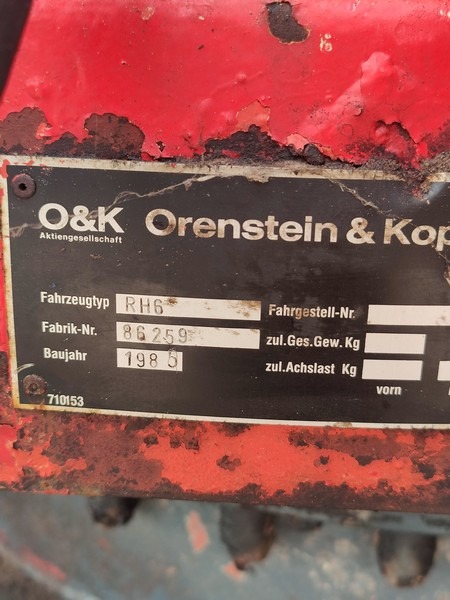 O&K Orenstein & Kop
Aktiengesellschaft
Fahrzeugtyp RH6 Fahrgestell-Nr.
Fabrik-Nr. 86259 zul.Ges.Gew.Kg
Baujahr 1985 zul.Achslast Kg
vorn
710153